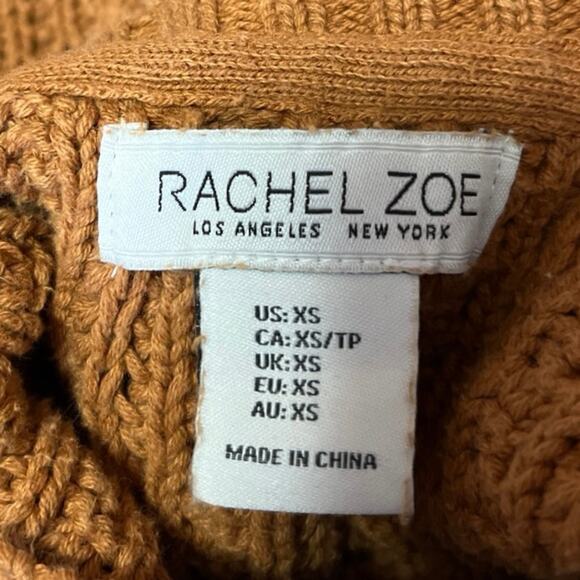 RACHEL ZOE
LOS ANGELES NEW YORK
US: XS
CA: XS/TP
UK: XS
EU: XS
AU: XS
MADE IN CHINA